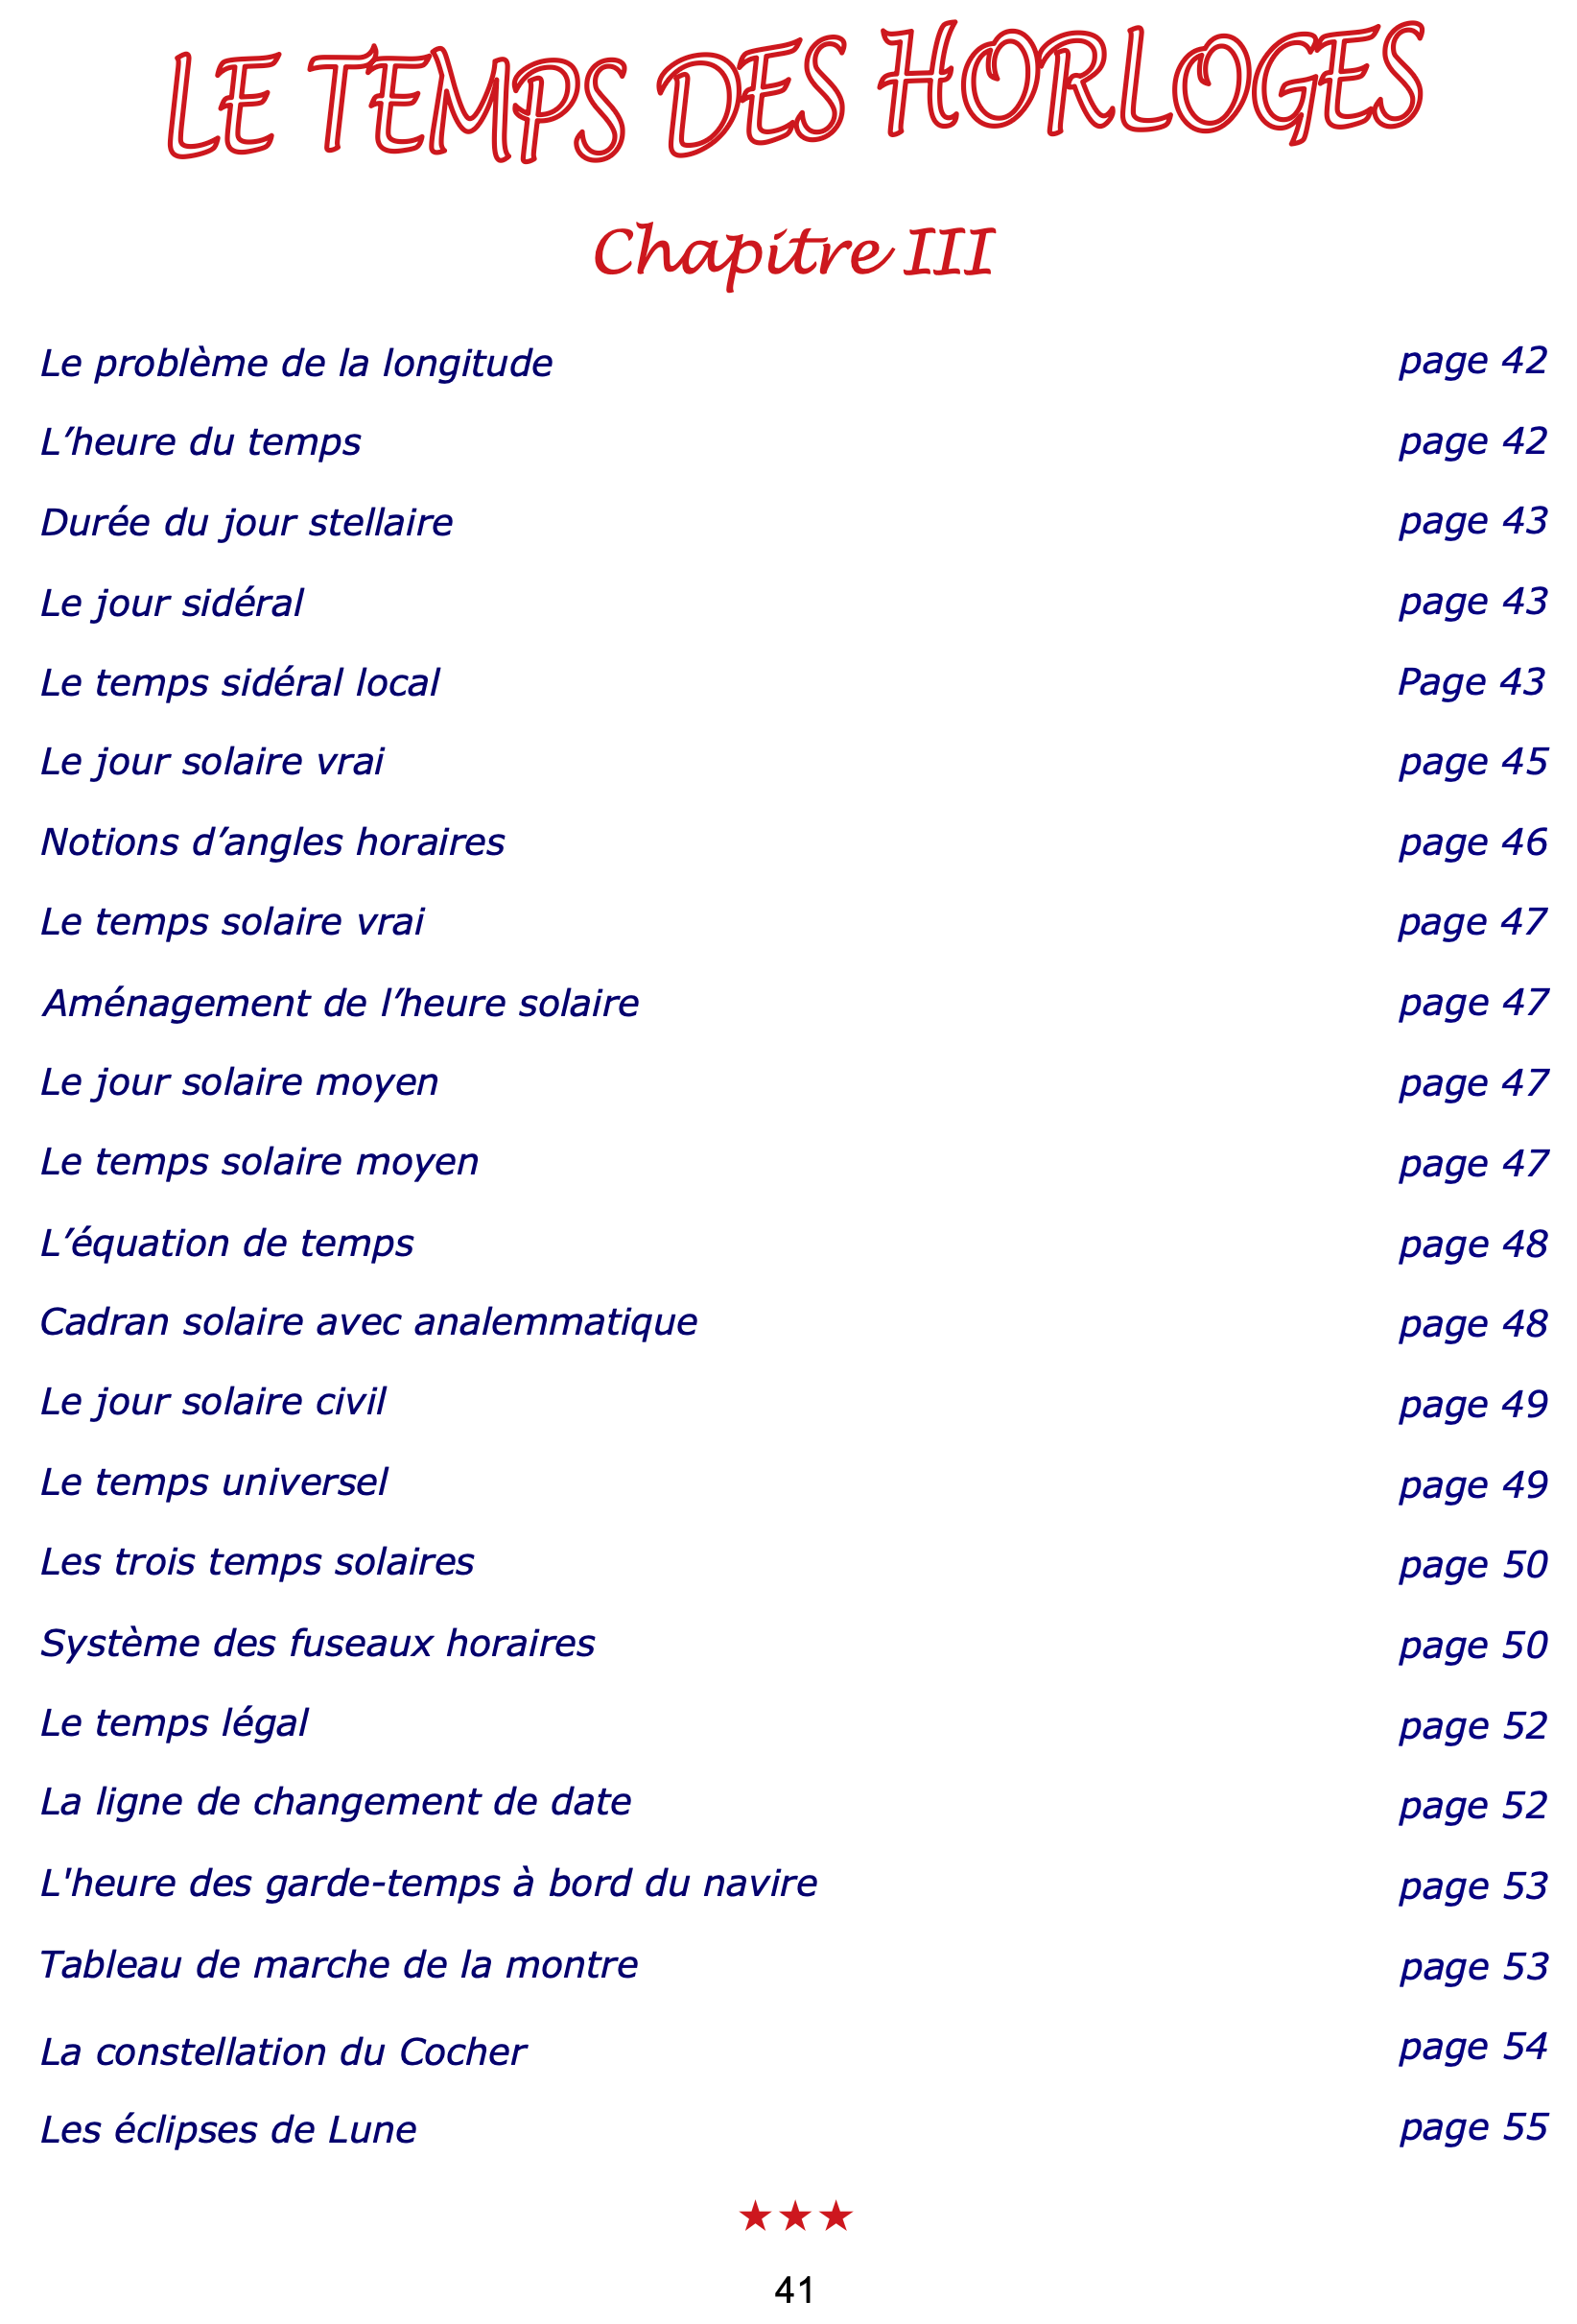 LE TEMPS DES HORLOGES
Chapitre III
Le problème de la longitude page 42
L’heure du temps page 42
Durée du jour stellaire page 43
Le jour sidéral page 43
Le temps sidéral local Page 43
Le jour solaire vrai page 45
Notions d’angles horaires page 46
Le temps solaire vrai page 47
Aménagement de l’heure solaire page 47
Le jour solaire moyen page 47
Le temps solaire moyen page 47
L’équation de temps page 48
Cadran solaire avec analemmatique page 48
Le jour solaire civil page 49
Le temps universel page 49
Les trois temps solaires page 50
Système des fuseaux horaires page 50
Le temps légal page 52
La ligne de changement de date page 52
L'heure des garde-temps à bord du navire page 53
Tableau de marche de la montre page 53
La constellation du Cocher page 54
Les éclipses de Lune page 55
★★★
41